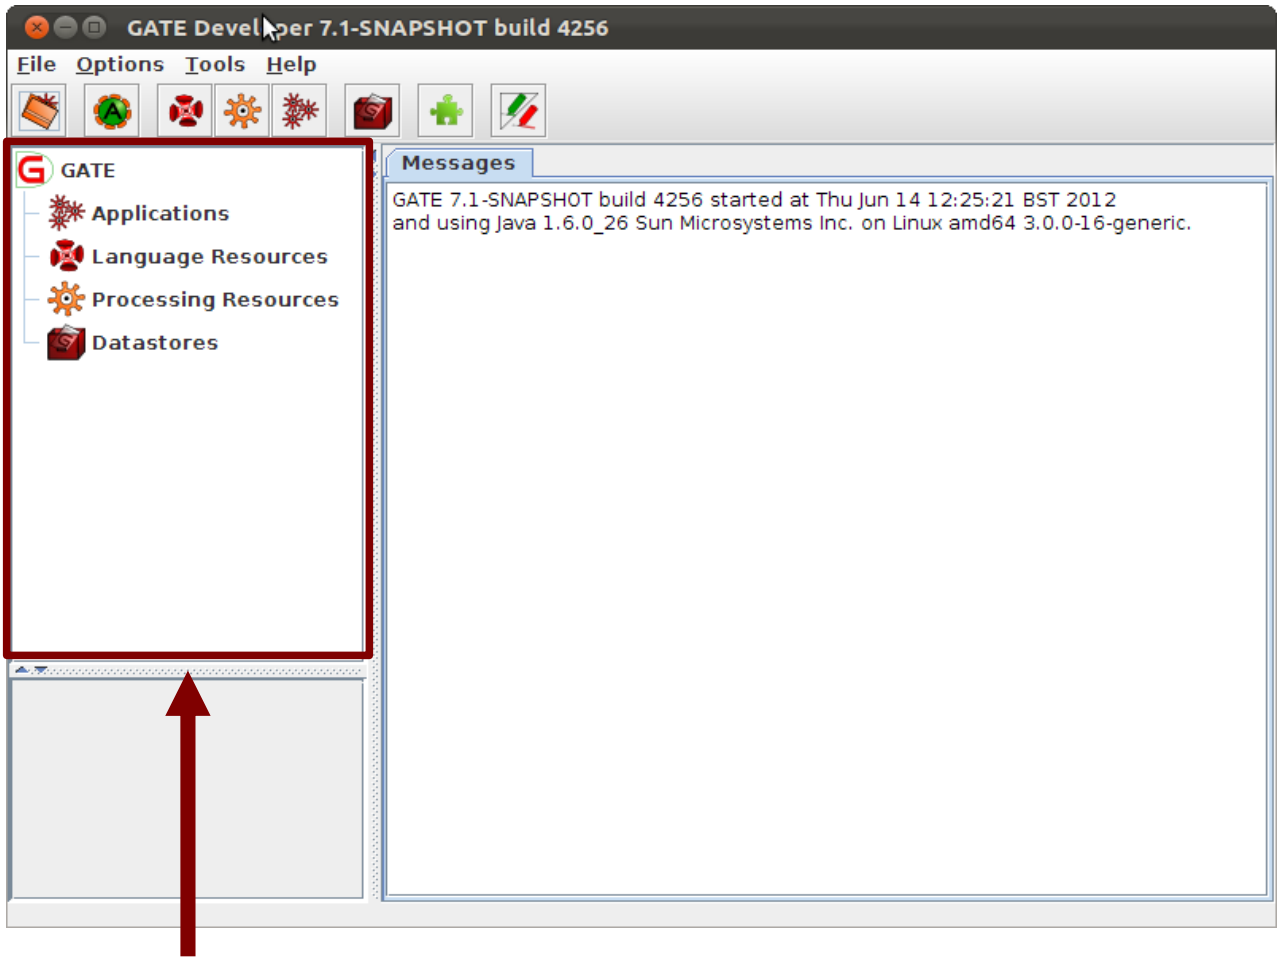 GATE Developer 7.1-SNAPSHOT build 4256
File Options Tools Help
GATE
Applications
Language Resources
Processing Resources
Datastores
Messages
GATE 7.1-SNAPSHOT build 4256 started at Thu Jun 14 12:25:21 BST 2012
and using Java 1.6.0_26 Sun Microsystems Inc. on Linux amd64 3.0.0-16-generic.